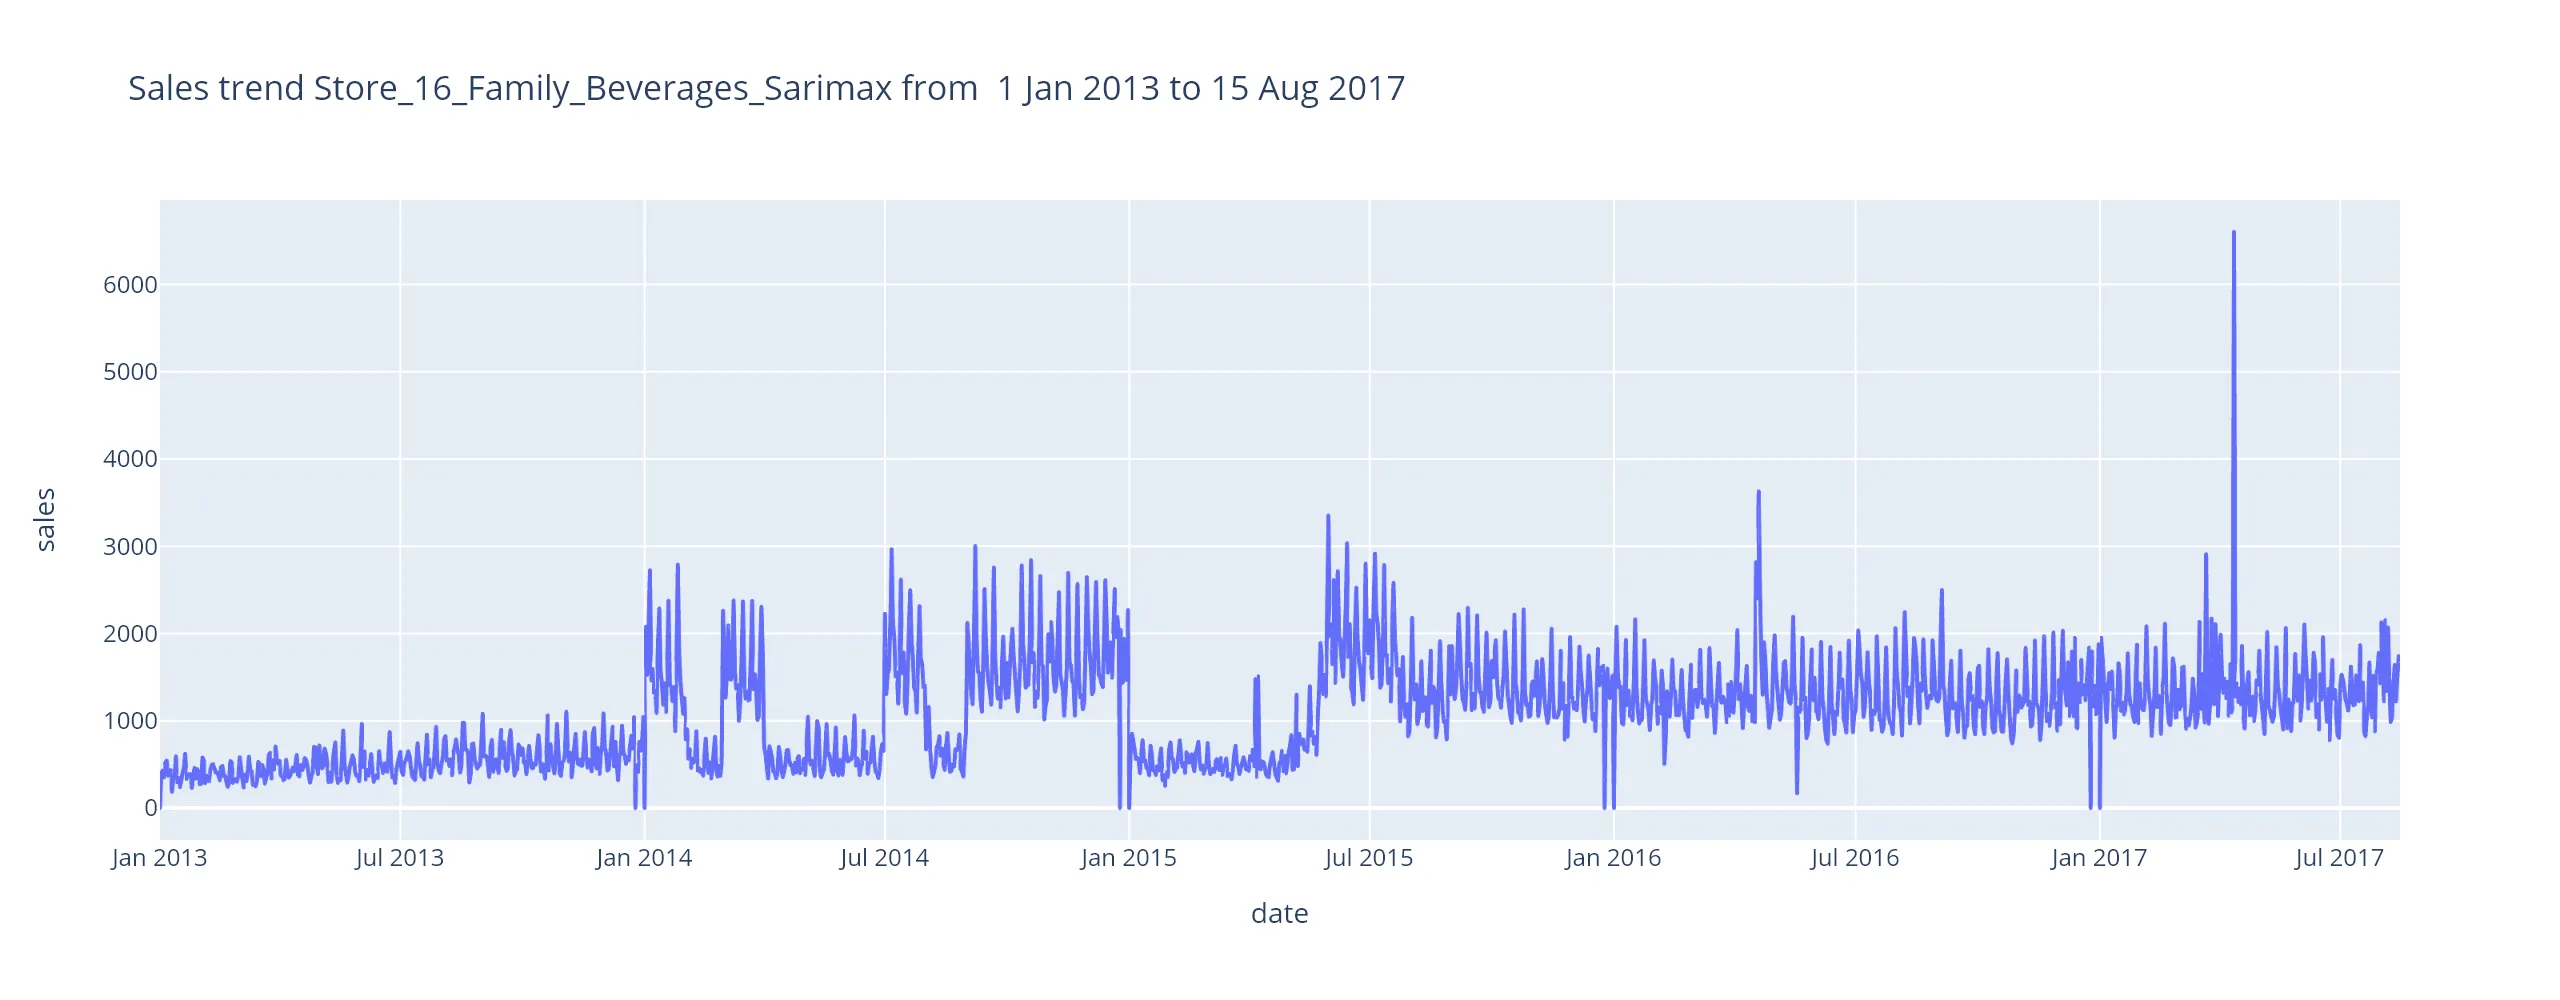 Sales trend Store_16_Family_Beverages_Sarimax from  1 Jan 2013 to 15 Aug 2017
6000
5000
4000
3000
2000
1000
0
sales
Jan 2013 Jul 2013 Jan 2014 Jul 2014 Jan 2015 Jul 2015 Jan 2016 Jul 2016 Jan 2017 Jul 2017
date